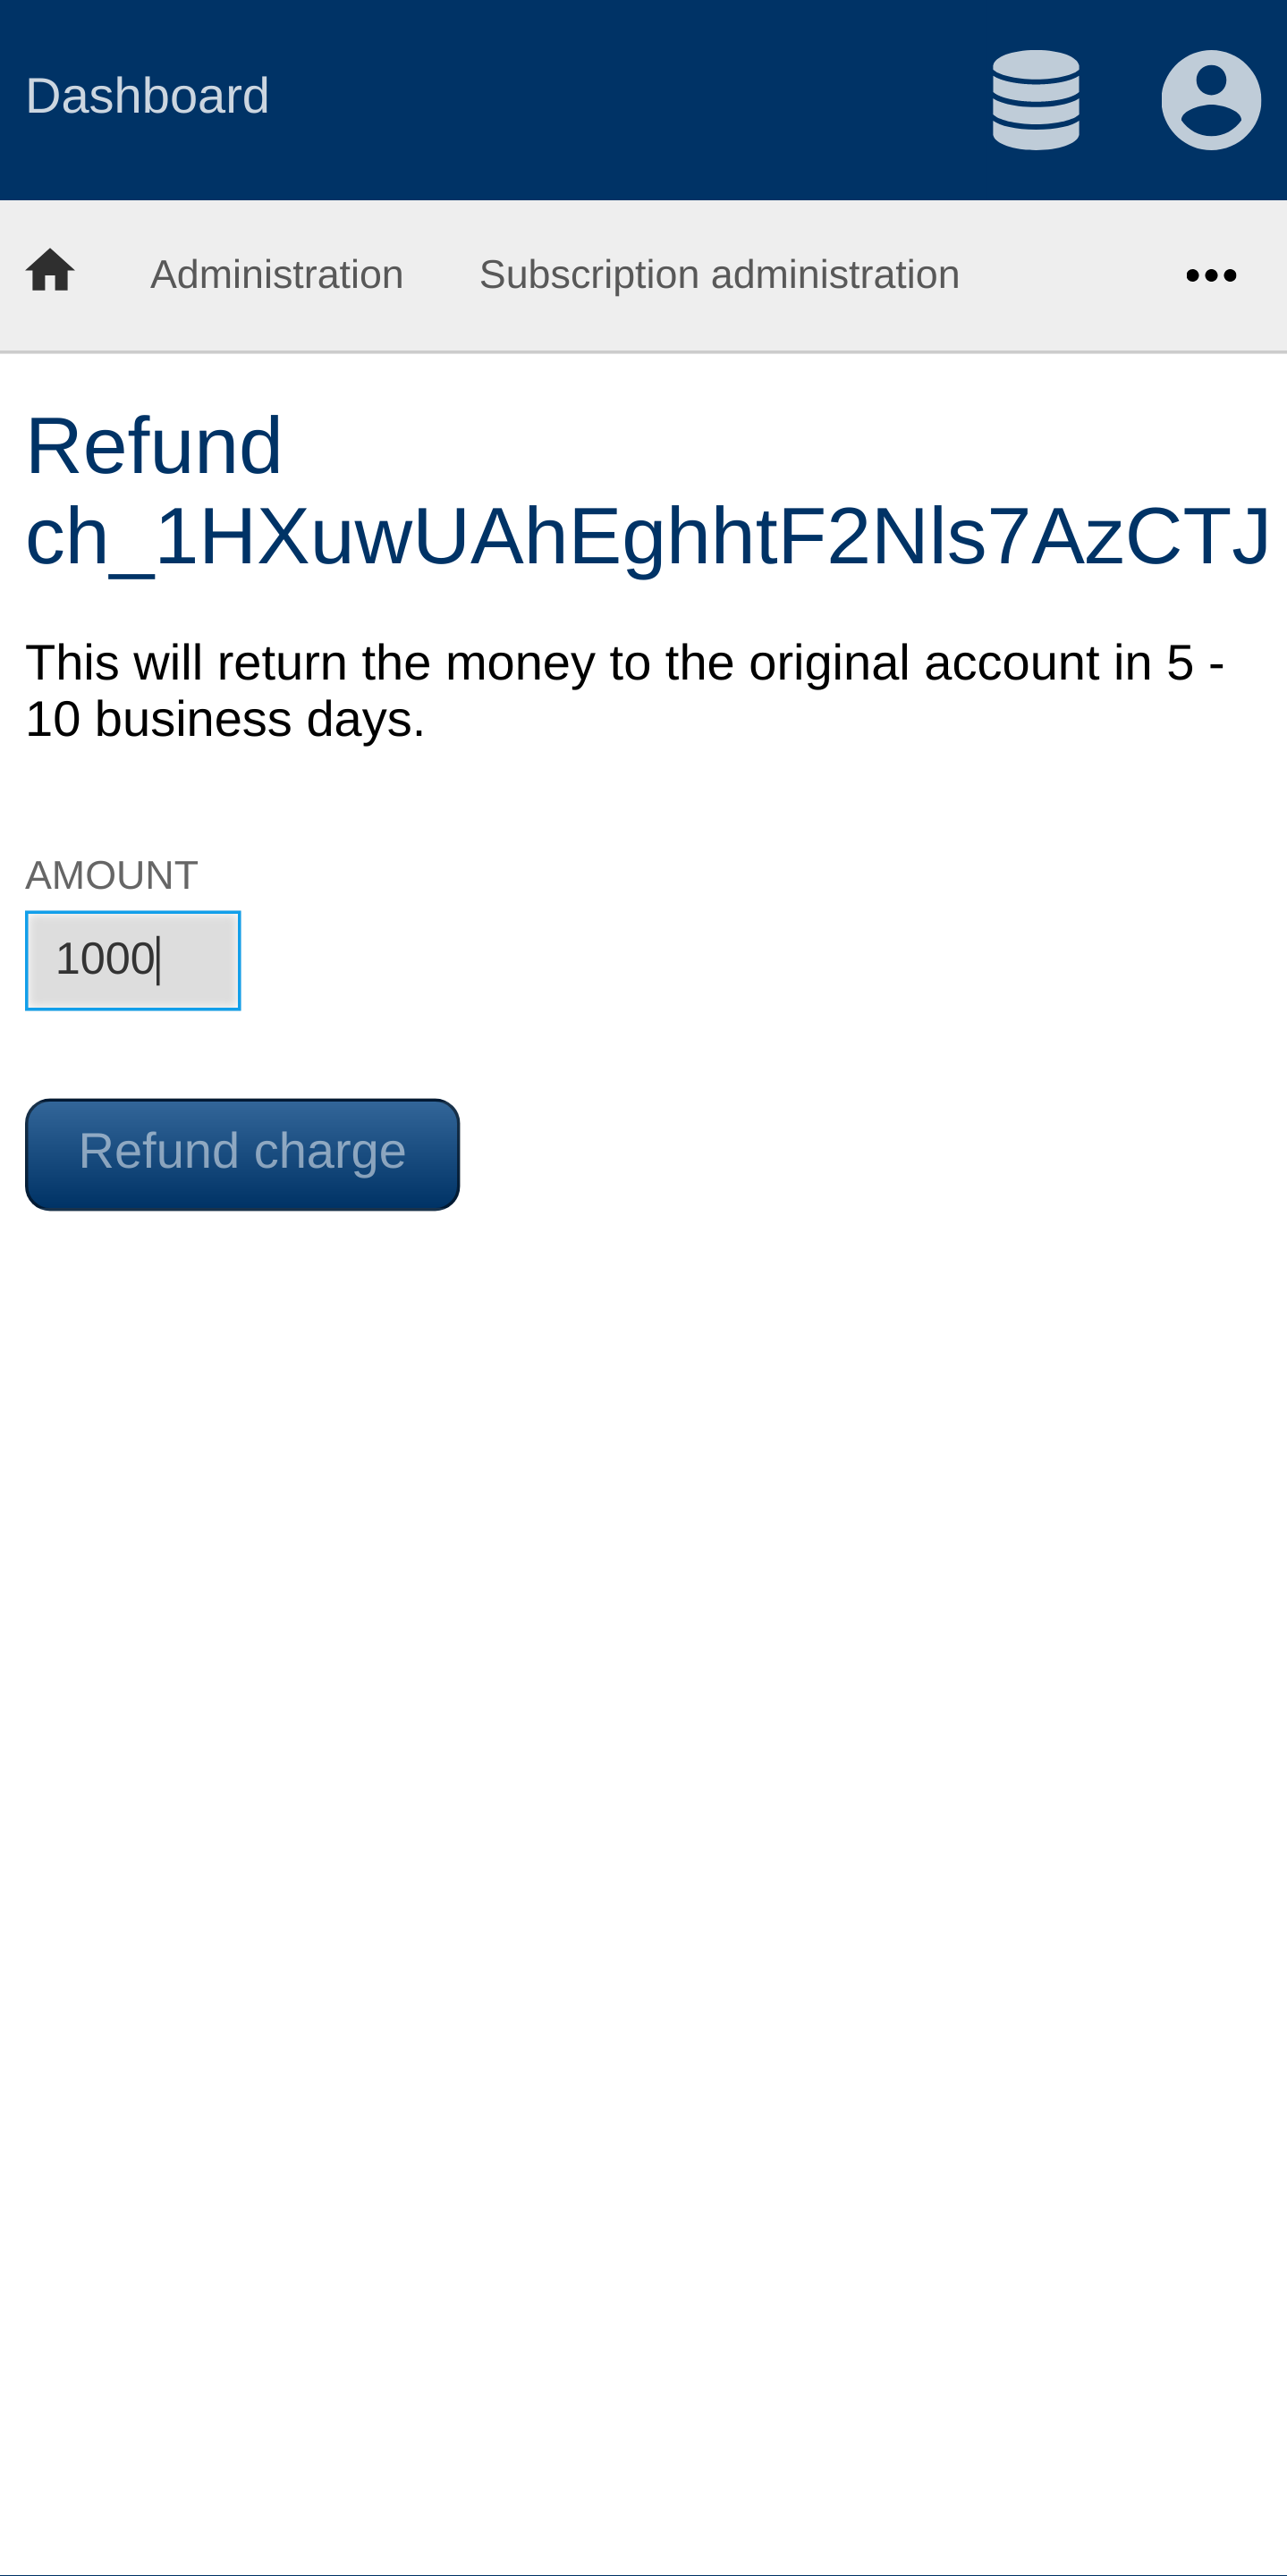 Dashboard
Administration Subscription administration
Refund
ch_1HXuwUAhEghhtF2Nls7AzCTJ
This will return the money to the original account in 5 -
10 business days.
AMOUNT
1000
Refund charge